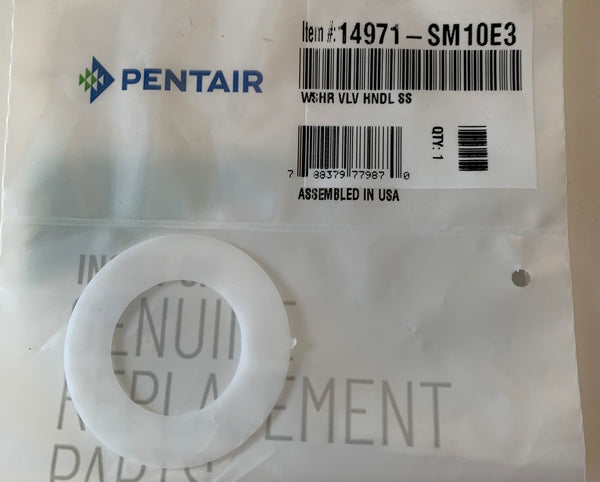 PENTAIR
Item #: 14971-SM10E3
WSHR VLV HNDL SS
7 88379 77987 0
QTY: 1
ASSEMBLED IN USA
GENUINE
REPLACEMENT
PARTS